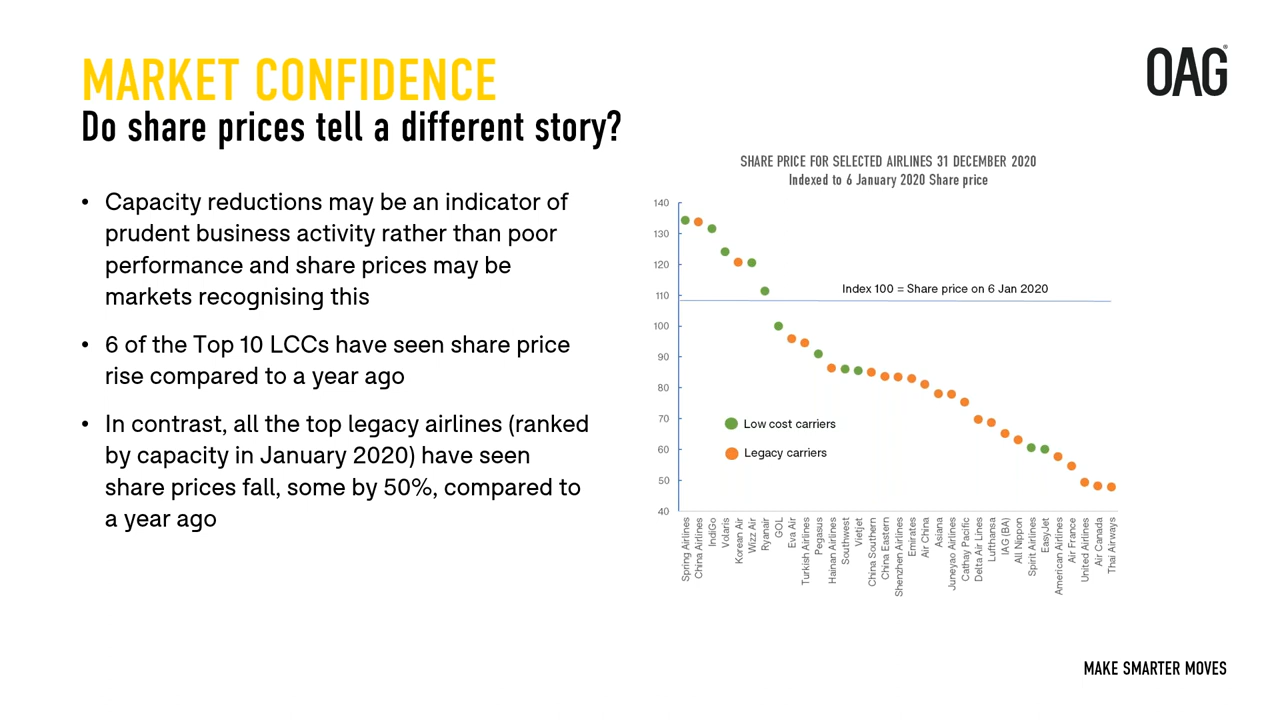 MARKET CONFIDENCE
Do share prices tell a different story?
OAG®
• Capacity reductions may be an indicator of
prudent business activity rather than poor
performance and share prices may be
markets recognising this
• 6 of the Top 10 LCCs have seen share price
rise compared to a year ago
• In contrast, all the top legacy airlines (ranked
by capacity in January 2020) have seen
share prices fall, some by 50%, compared to
a year ago
SHARE PRICE FOR SELECTED AIRLINES 31 DECEMBER 2020
Indexed to 6 January 2020 Share price
140
130
120
110
100
90
80
70
60
50
40
Index 100 = Share price on 6 Jan 2020
Low cost carriers
Legacy carriers
Spring Airlines
China Airlines
IndiGo
Volaris
Korean Air
Wizz Air
Ryanair
GOL
Eva Air
Turkish Airlines
Pegasus
Hainan Airlines
Southwest
Vietjet
China Southern
China Eastern
Shenzhen Airlines
Emirates
Air China
Asiana
Juneyao Airlines
Cathay Pacific
Delta Air Lines
Lufthansa
IAG (BA)
All Nippon
Spirit Airlines
EasyJet
American Airlines
Air France
United Airlines
Air Canada
Thai Airways
MAKE SMARTER MOVES